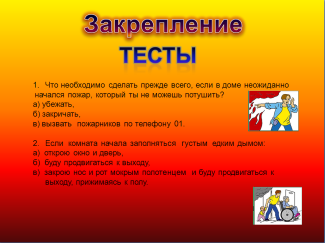 Закрепление
ТЕСТЫ
1. Что необходимо сделать прежде всего, если в доме неожиданно
начался пожар, который ты не можешь потушить?
а) убежать,
б) закричать,
в) вызвать пожарников по телефону 01.
2. Если комната начала заполняться густым едким дымом:
а) открою окно и дверь,
б) буду продвигаться к выходу,
в) закрою нос и рот мокрым полотенцем и буду продвигаться к
выходу, прижимаясь к полу.